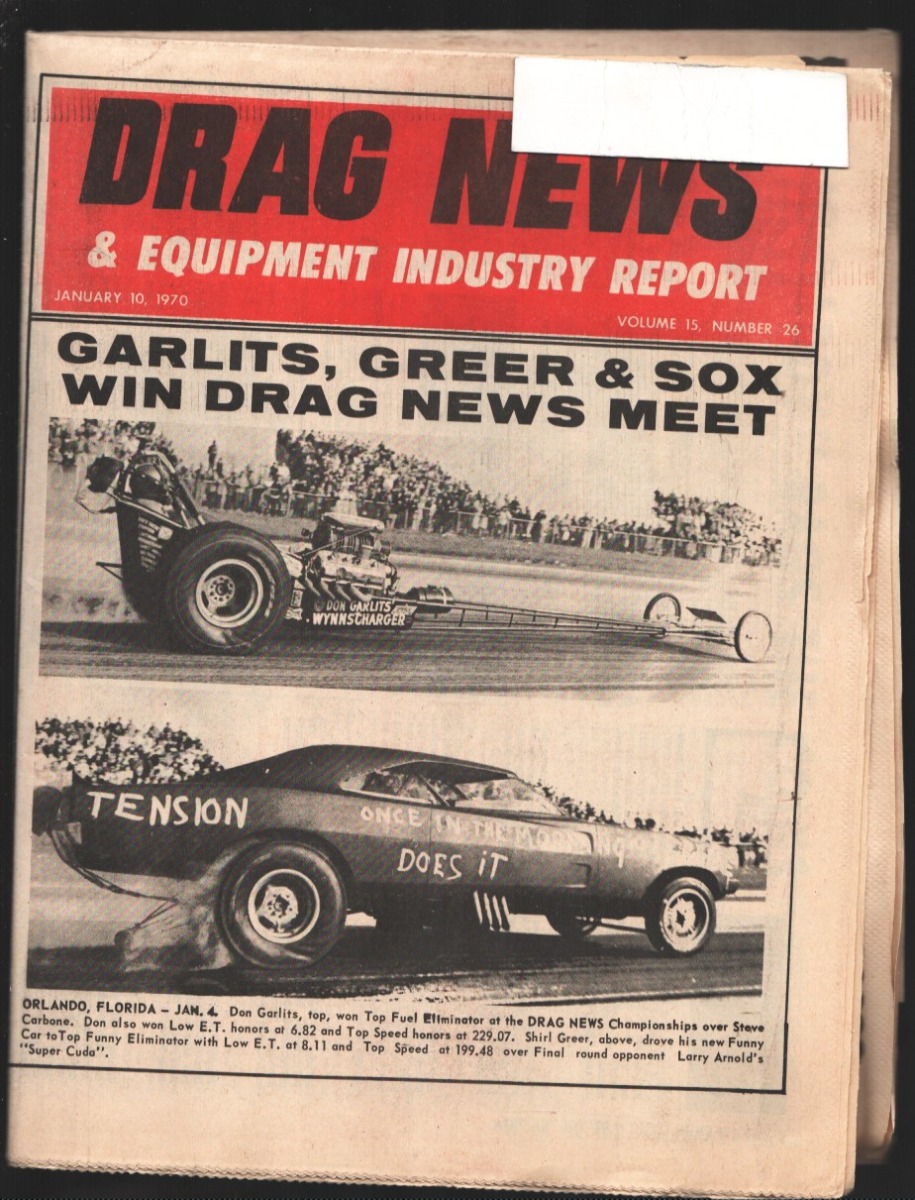 DRAG NEWS
& EQUIPMENT INDUSTRY REPORT
JANUARY 10, 1970
VOLUME 15, NUMBER 26
GARLITS, GREER & SOX
WIN DRAG NEWS MEET
DON GARLITS
WYNNSCHARGER
TENSION
ONCE IN THE MOOD
DOES iT
ORLANDO, FLORIDA – JAN. 4. Don Garlits, top, won Top Fuel Eliminator at the DRAG NEWS Championships over Steve
Carbone. Don also won Low E.T. honors at 6.82 and Top Speed honors at 229.07. Shirl Greer, above, drove his new Funny
Car toTop Funny Eliminator with Low E.T. at 8.11 and Top Speed at 199.48 over Final round opponent Larry Arnold's
"Super Cuda".